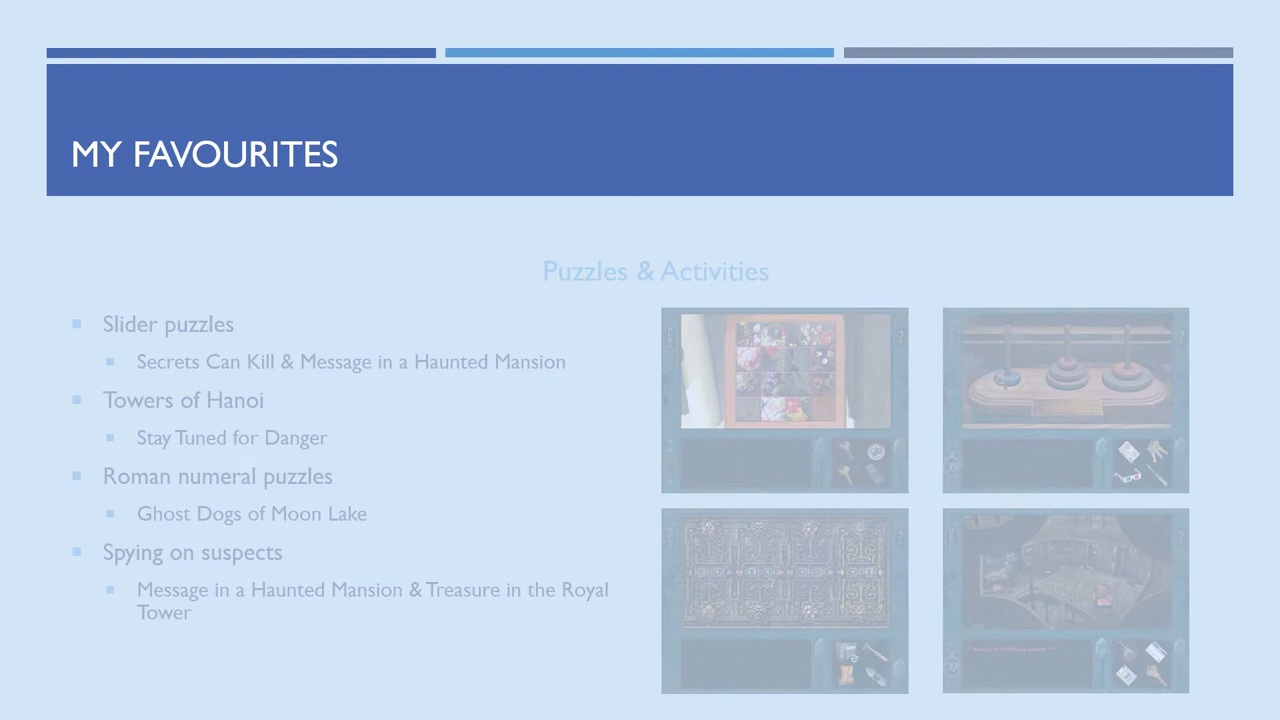 MY FAVOURITES
Puzzles & Activities
Slider puzzles
Secrets Can Kill & Message in a Haunted Mansion
Towers of Hanoi
Stay Tuned for Danger
Roman numeral puzzles
Ghost Dogs of Moon Lake
Spying on suspects
Message in a Haunted Mansion & Treasure in the Royal
Tower